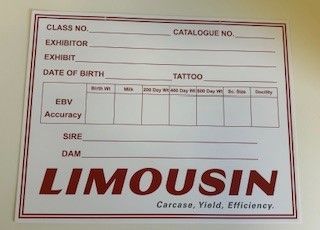 CLASS NO. CATALOGUE NO.
EXHIBITOR
EXHIBIT
DATE OF BIRTH TATTOO
Birth Wt Milk 200 Day Wt 400 Day Wt 600 Day Wt Sc. Size Docility
EBV
Accuracy
SIRE
DAM
LIMOUSIN
Carcase, Yield, Efficiency.